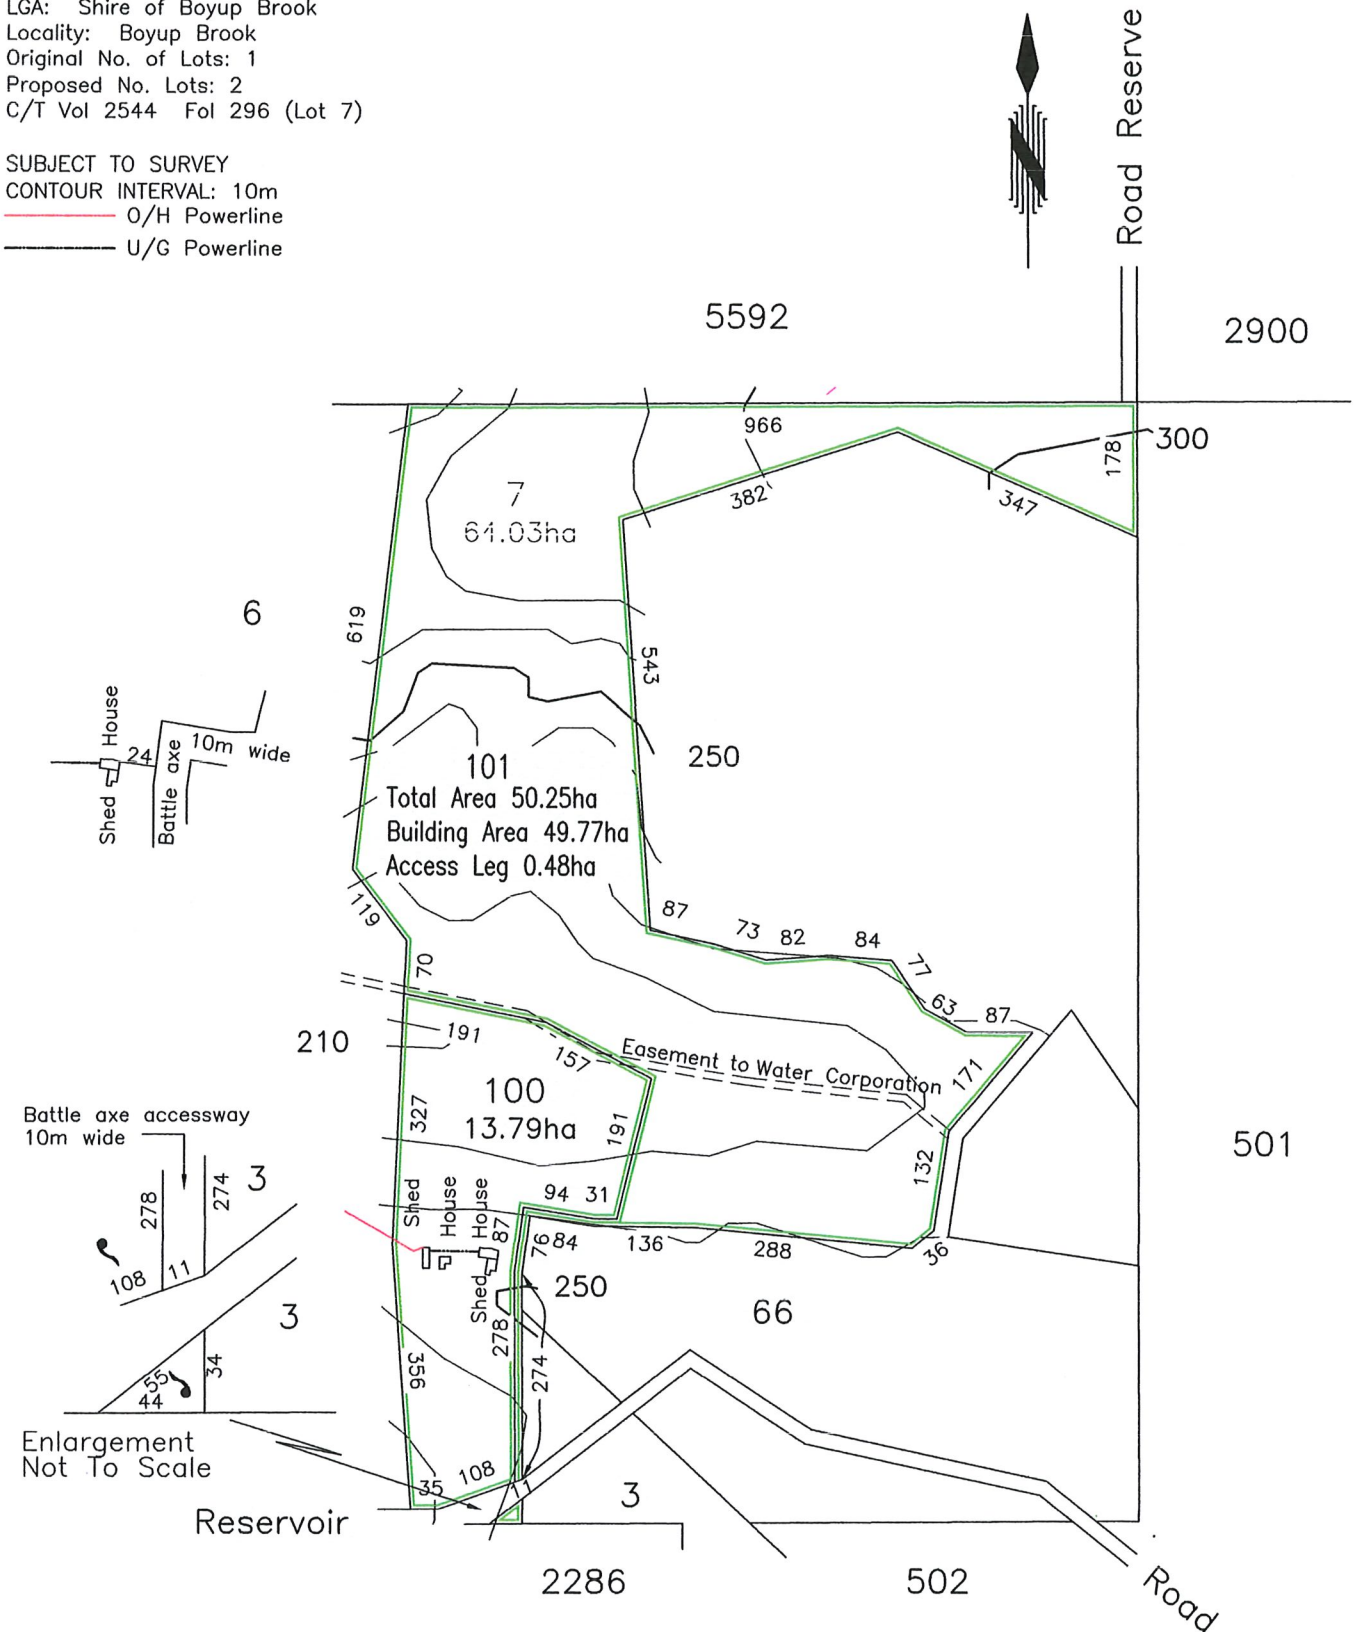 LGA: Shire of Boyup Brook
Locality: Boyup Brook
Original No. of Lots: 1
Proposed No. Lots: 2
C/T Vol 2544 Fol 296 (Lot 7)
SUBJECT TO SURVEY
CONTOUR INTERVAL: 10m
O/H Powerline
U/G Powerline
N
Road Reserve
5592
2900
966
178
300
382
347
7
64.03ha
6
619
543
House
24
10m wide
Shed
Battle axe
250
101
Total Area 50.25ha
Building Area 49.77ha
Access Leg 0.48ha
119
87
73
82
84
77
63
87
70
210
191
157
Easement to Water Corporation
171
100
13.79ha
327
191
132
501
Battle axe accessway
10m wide
278
274
3
108
11
3
55
44
34
Enlargement
Not To Scale
Shed
House
House
Shed
94
31
87
76
84
136
288
36
250
66
278
274
356
35
108
11
3
Reservoir
2286
502
Road